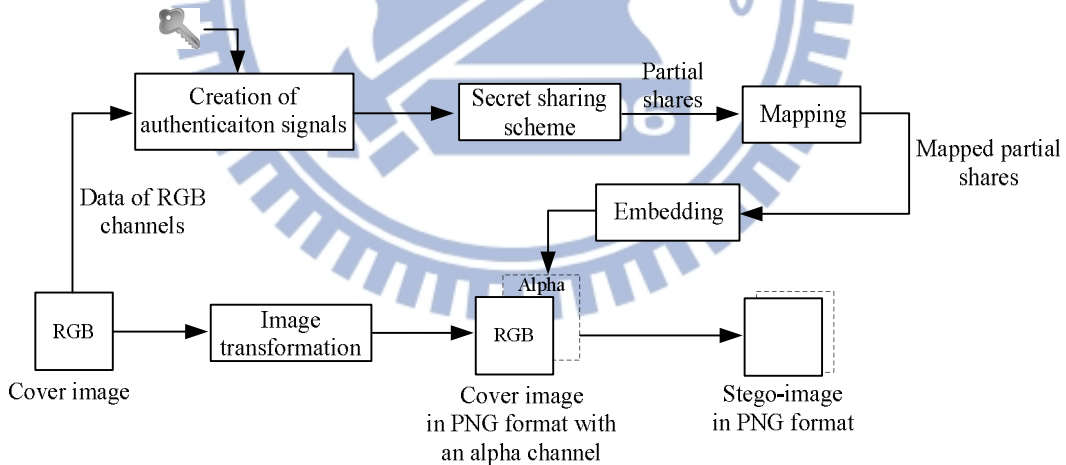 Creation of
authenticaiton signals
Secret sharing
scheme
Partial
shares
Mapping
Mapped partial
shares
Data of RGB
channels
Embedding
Alpha
RGB
Image
transformation
RGB
Cover image
Cover image
in PNG format with
an alpha channel
Stego-image
in PNG format